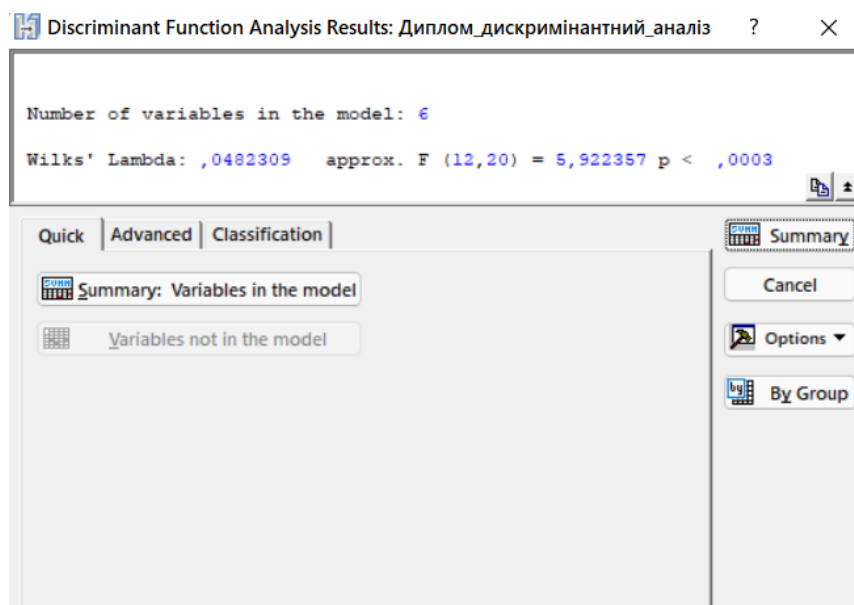 Discriminant Function Analysis Results: Диплом_дискримінантний_аналіз ? ×
Number of variables in the model: 6
Wilks' Lambda: ,0482309 approx. F (12,20) = 5,922357 p < ,0003
Quick Advanced Classification
Summary
Summary: Variables in the model
Cancel
Variables not in the model
Options
By Group